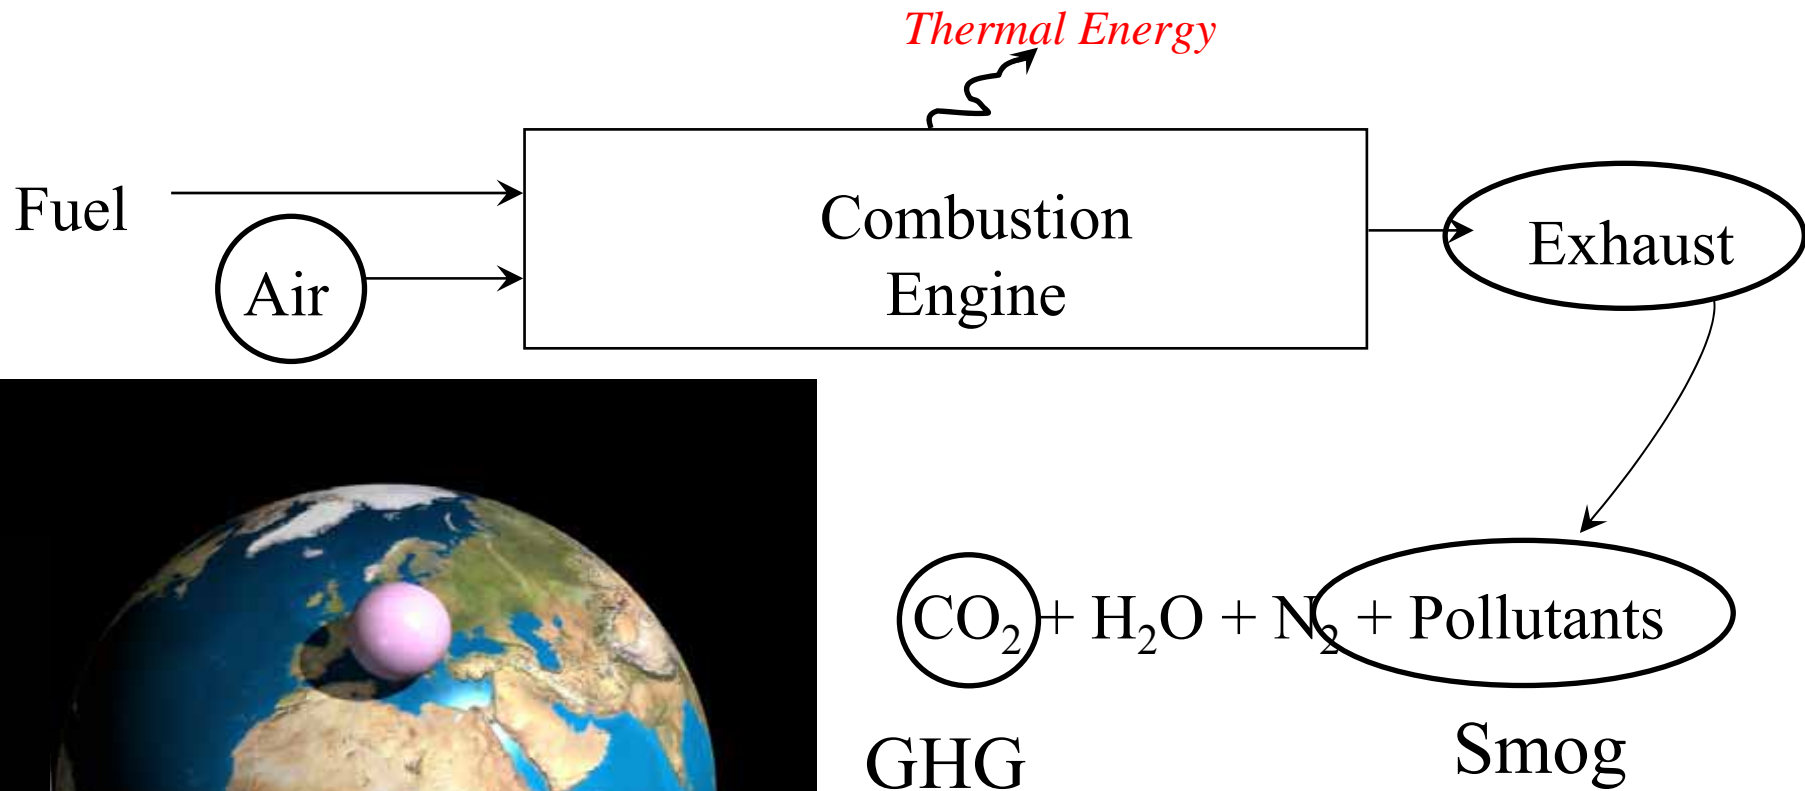 Thermal Energy
Fuel
Air
Combustion
Engine
Exhaust
CO₂ + H₂O + N₂ + Pollutants
GHG
Smog